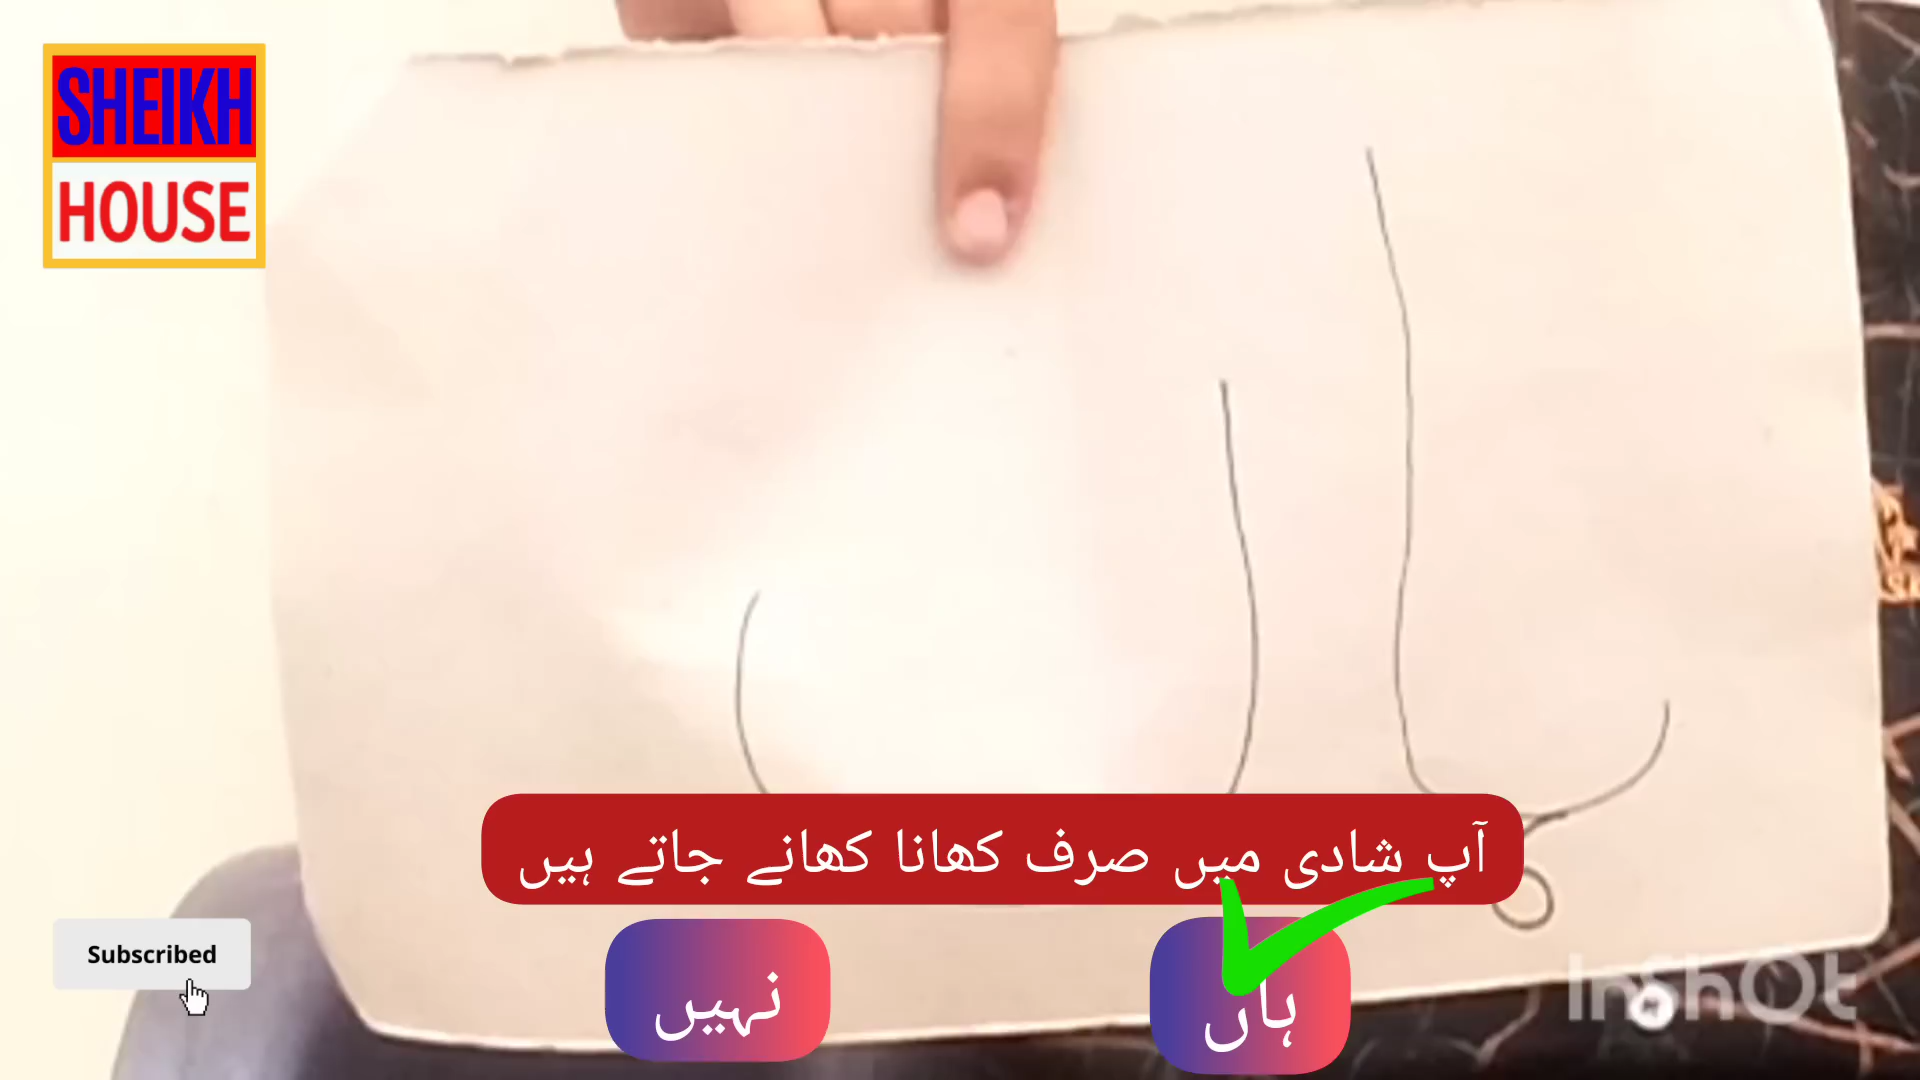 SHEIKH
HOUSE
آپ شادی میں صرف کھانا کھانے جاتے ہیں
ہاں
نہیں
Subscribed
InShOt